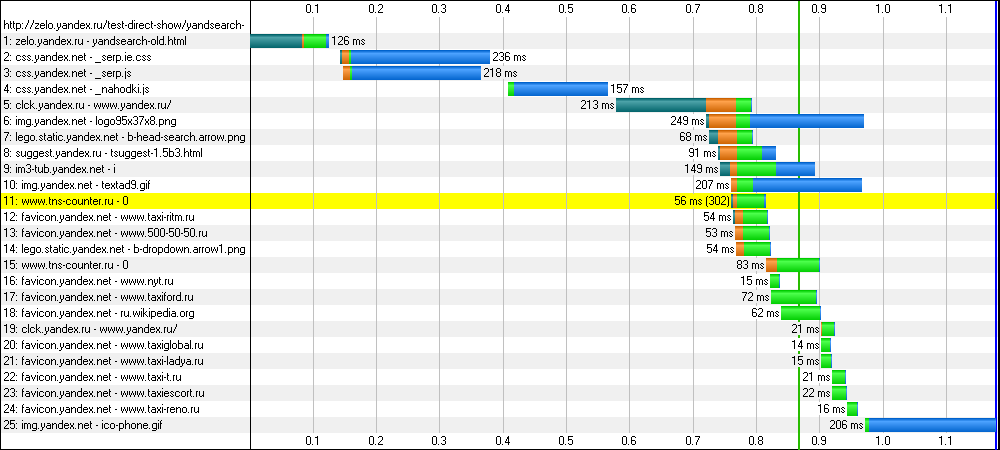 0.1 0.2 0.3 0.4 0.5 0.6 0.7 0.8 0.9 1.0 1.1
http://zelo.yandex.ru/test-direct-show/yandsearch-
1: zelo.yandex.ru - yandsearch-old.html 126 ms
2: css.yandex.net - _serp.ie.css 236 ms
3: css.yandex.net - _serp.js 218 ms
4: css.yandex.net - _nahodki.js 157 ms
5: clck.yandex.ru - www.yandex.ru/ 213 ms
6: img.yandex.net - logo95x37x8.png 249 ms
7: lego.static.yandex.net - b-head-search.arrow.png 68 ms
8: suggest.yandex.ru - tsuggest-1.5b3.html 91 ms
9: im3-tub.yandex.net - i 149 ms
10: img.yandex.net - textad9.gif 207 ms
11: www.tns-counter.ru - 0 56 ms (302)
12: favicon.yandex.net - www.taxi-ritm.ru 54 ms
13: favicon.yandex.net - www.500-50-50.ru 53 ms
14: lego.static.yandex.net - b-dropdown.arrow1.png 54 ms
15: www.tns-counter.ru - 0 83 ms
16: favicon.yandex.net - www.nyt.ru 15 ms
17: favicon.yandex.net - www.taxiford.ru 72 ms
18: favicon.yandex.net - ru.wikipedia.org 62 ms
19: clck.yandex.ru - www.yandex.ru/ 21 ms
20: favicon.yandex.net - www.taxiglobal.ru 14 ms
21: favicon.yandex.net - www.taxi-ladya.ru 15 ms
22: favicon.yandex.net - www.taxi-t.ru 21 ms
23: favicon.yandex.net - www.taxiescort.ru 22 ms
24: favicon.yandex.net - www.taxi-reno.ru 16 ms
25: img.yandex.net - ico-phone.gif 206 ms
0.1 0.2 0.3 0.4 0.5 0.6 0.7 0.8 0.9 1.0 1.1